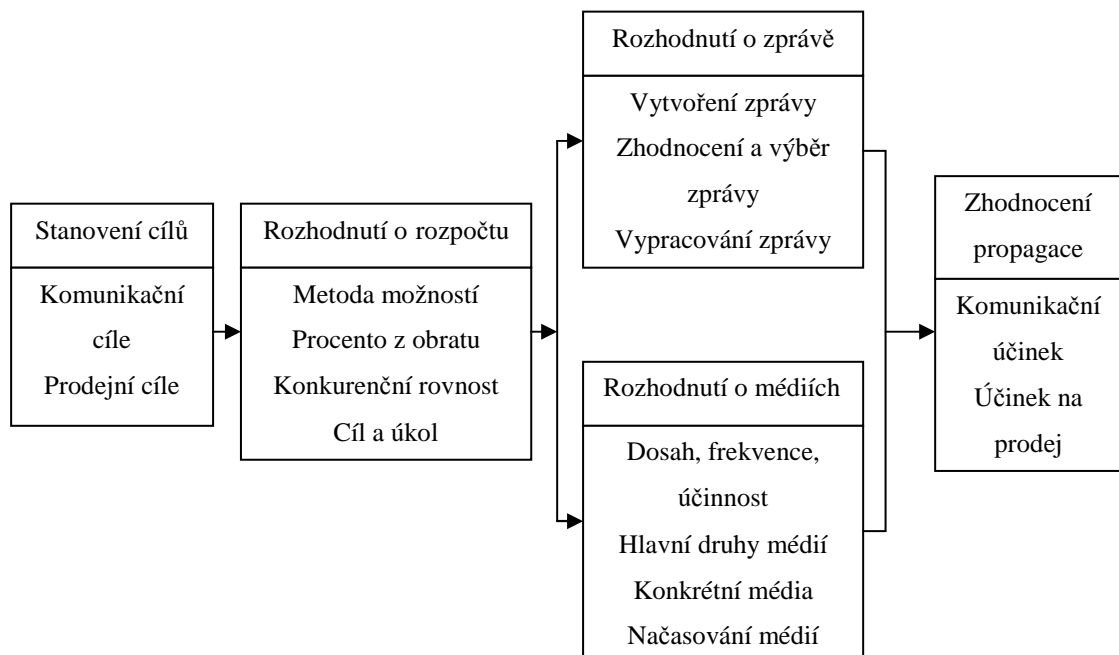 Stanovení cílů
Komunikační
cíle
Prodejní cíle
Rozhodnutí o rozpočtu
Metoda možností
Procento z obratu
Konkurenční rovnost
Cíl a úkol
Rozhodnutí o zprávě
Vytvoření zprávy
Zhodnocení a výběr
zprávy
Vypracování zprávy
Rozhodnutí o médiích
Dosah, frekvence,
účinnost
Hlavní druhy médií
Konkrétní média
Načasování médií
Zhodnocení
propagace
Komunikační
účinek
Účinek na
prodej